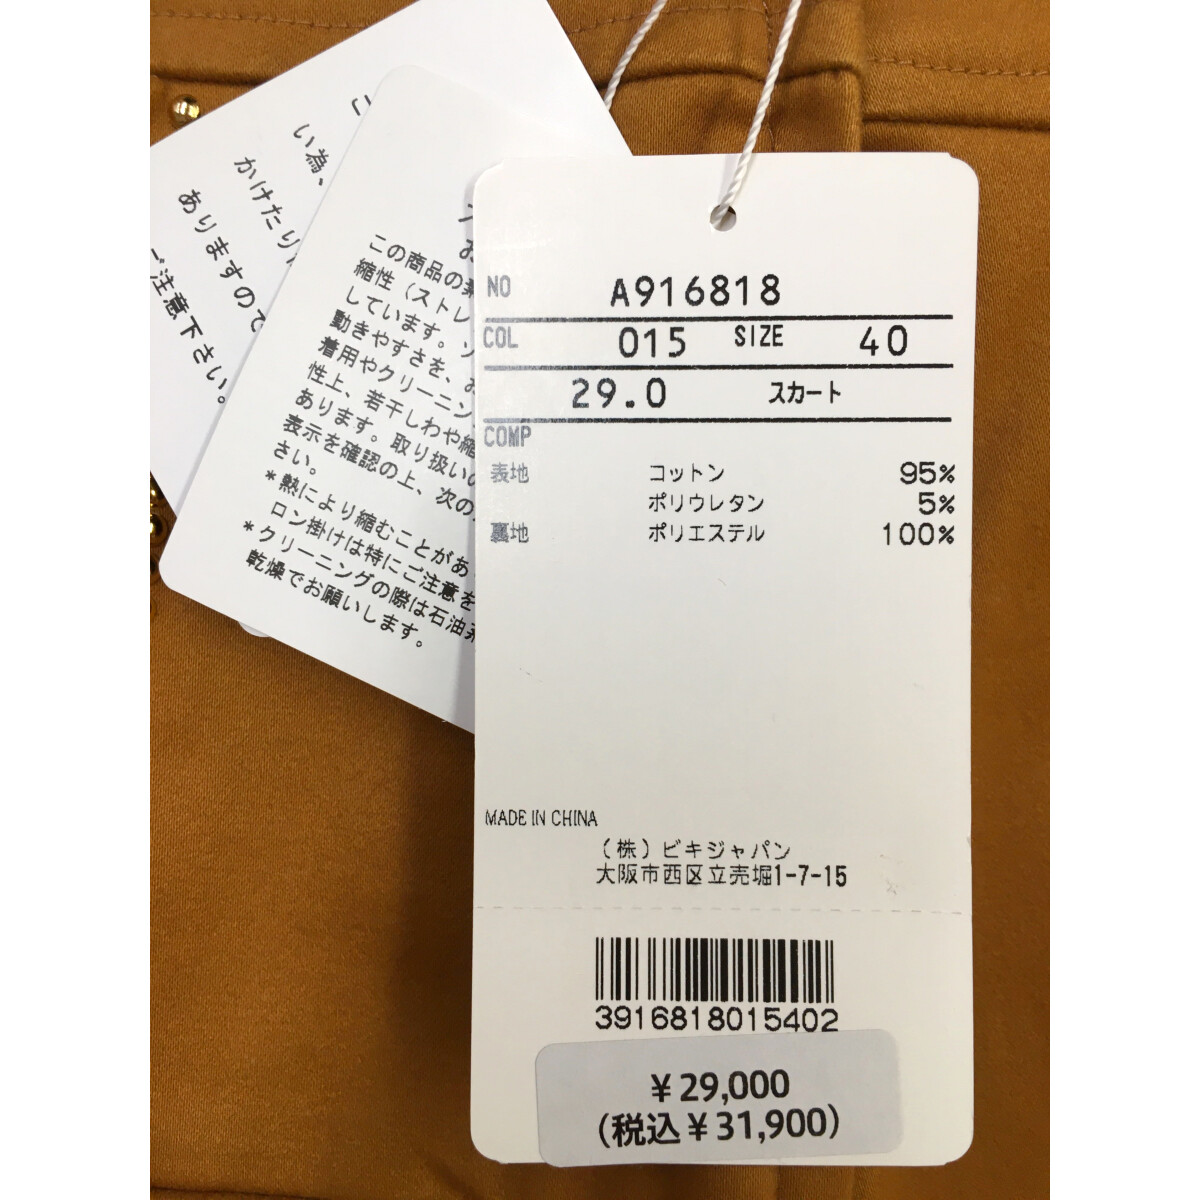 い為、
かけたり
ありますので
ご注意下さい。
この商品の素
縮性（ストレ
しています。ソ
動きやすさを、お
着用やクリーニン
性上、若干しわや縮
あります。取り扱いの
表示を確認の上、次の
さい。
*熱により縮むことがあ
ロン掛けは特にご注意を
*クリーニングの際は石油系
乾燥でお願いします。
NO A916818
COL 015 SIZE 40
29.0 スカート
COMP
表地 コットン 95%
ポリウレタン 5%
裏地 ポリエステル 100%
MADE IN CHINA
(株)ビキジャパン
大阪市西区立売堀1-7-15
3916818015402
¥29,000
(税込¥31,900)